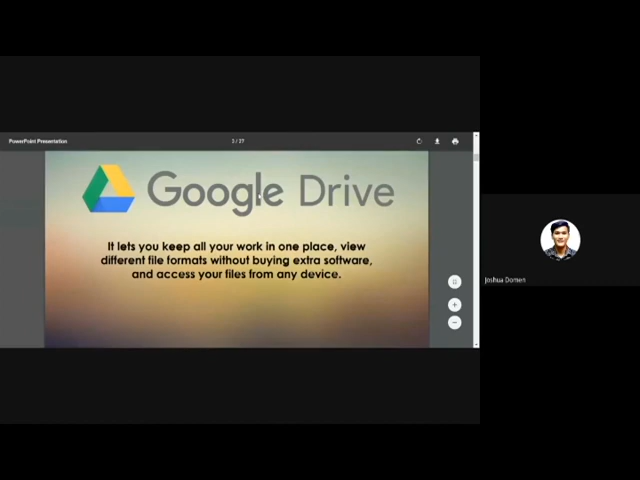 PowerPoint Presentation
3 / 27
Google Drive
It lets you keep all your work in one place, view
different file formats without buying extra software,
and access your files from any device.
Joshua Domen